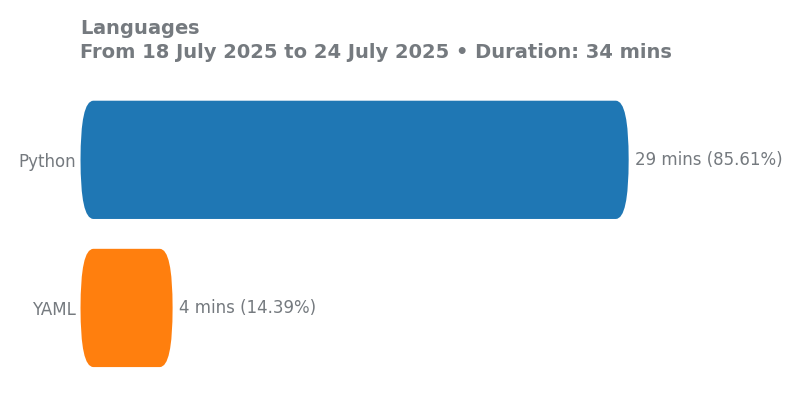 Languages
From 18 July 2025 to 24 July 2025 • Duration: 34 mins
Python
29 mins (85.61%)
YAML
4 mins (14.39%)